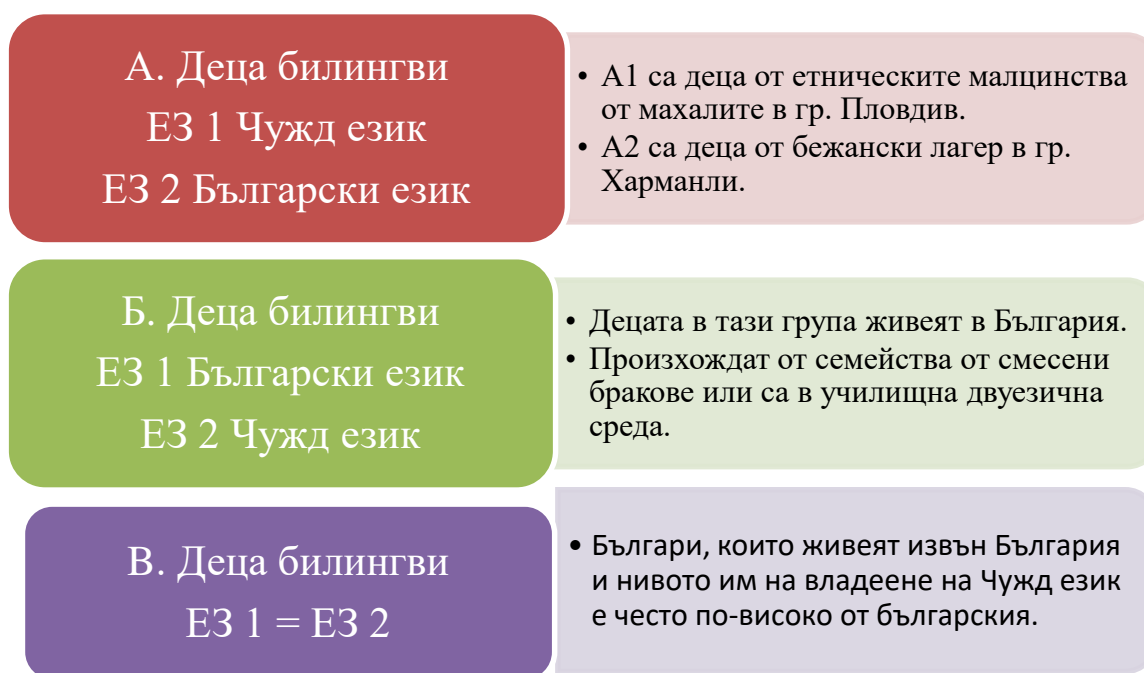 А. Деца билингви
ЕЗ 1 Чужд език
ЕЗ 2 Български език
• А1 са деца от етническите малцинства
от махалите в гр. Пловдив.
• А2 са деца от бежански лагер в гр.
Харманли.
Б. Деца билингви
ЕЗ 1 Български език
ЕЗ 2 Чужд език
• Децата в тази група живеят в България.
• Произхождат от семейства от смесени
бракове или са в училищна двуезична
среда.
В. Деца билингви
ЕЗ 1 = ЕЗ 2
• Българи, които живеят извън България
и нивото им на владеене на Чужд език
е често по-високо от българския.